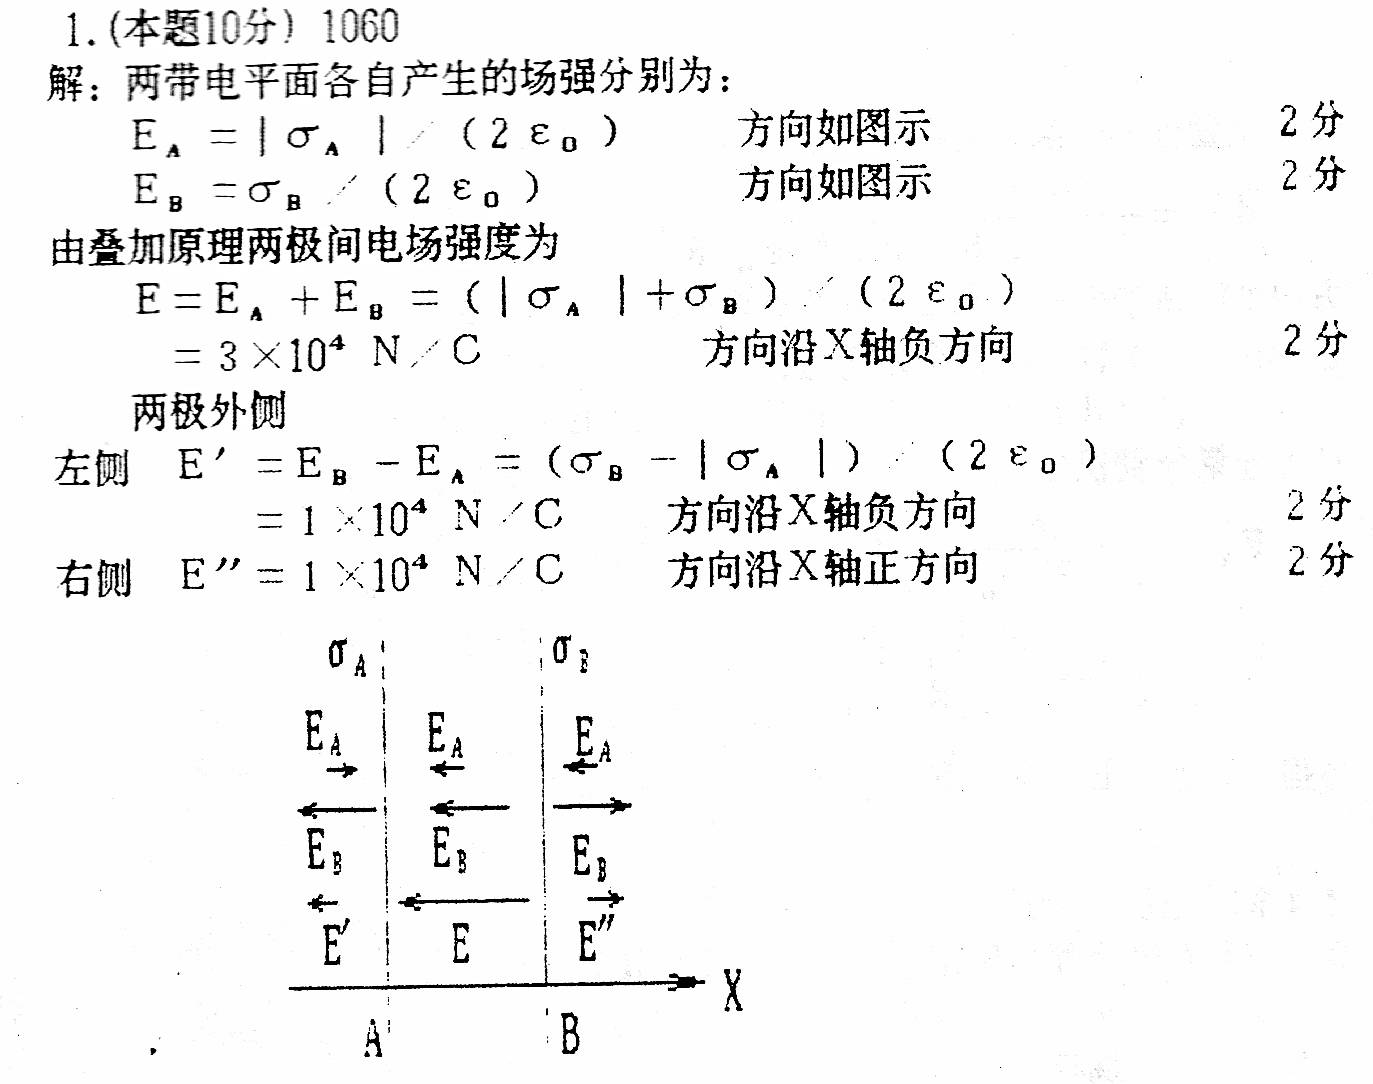 1.(本题10分) 1060
解: 两带电平面各自产生的场强分别为:
E_A =|σ_A|/(2ε_0) 方向如图示 2分
E_B =σ_B/(2ε_0) 方向如图示 2分
由叠加原理两极间电场强度为
E=E_A+E_B=(|σ_A|+σ_B)/(2ε_0)
=3×10⁴ N/C 方向沿X轴负方向 2分
两极外侧
左侧 E′=E_B-E_A=(σ_B-|σ_A|)/(2ε_0)
=1×10⁴ N/C 方向沿X轴负方向 2分
右侧 E″=1×10⁴ N/C 方向沿X轴正方向 2分
σ_A σ_B
E_A E_A E_A
E_B E_B E_B
E′ E E″
X
A B